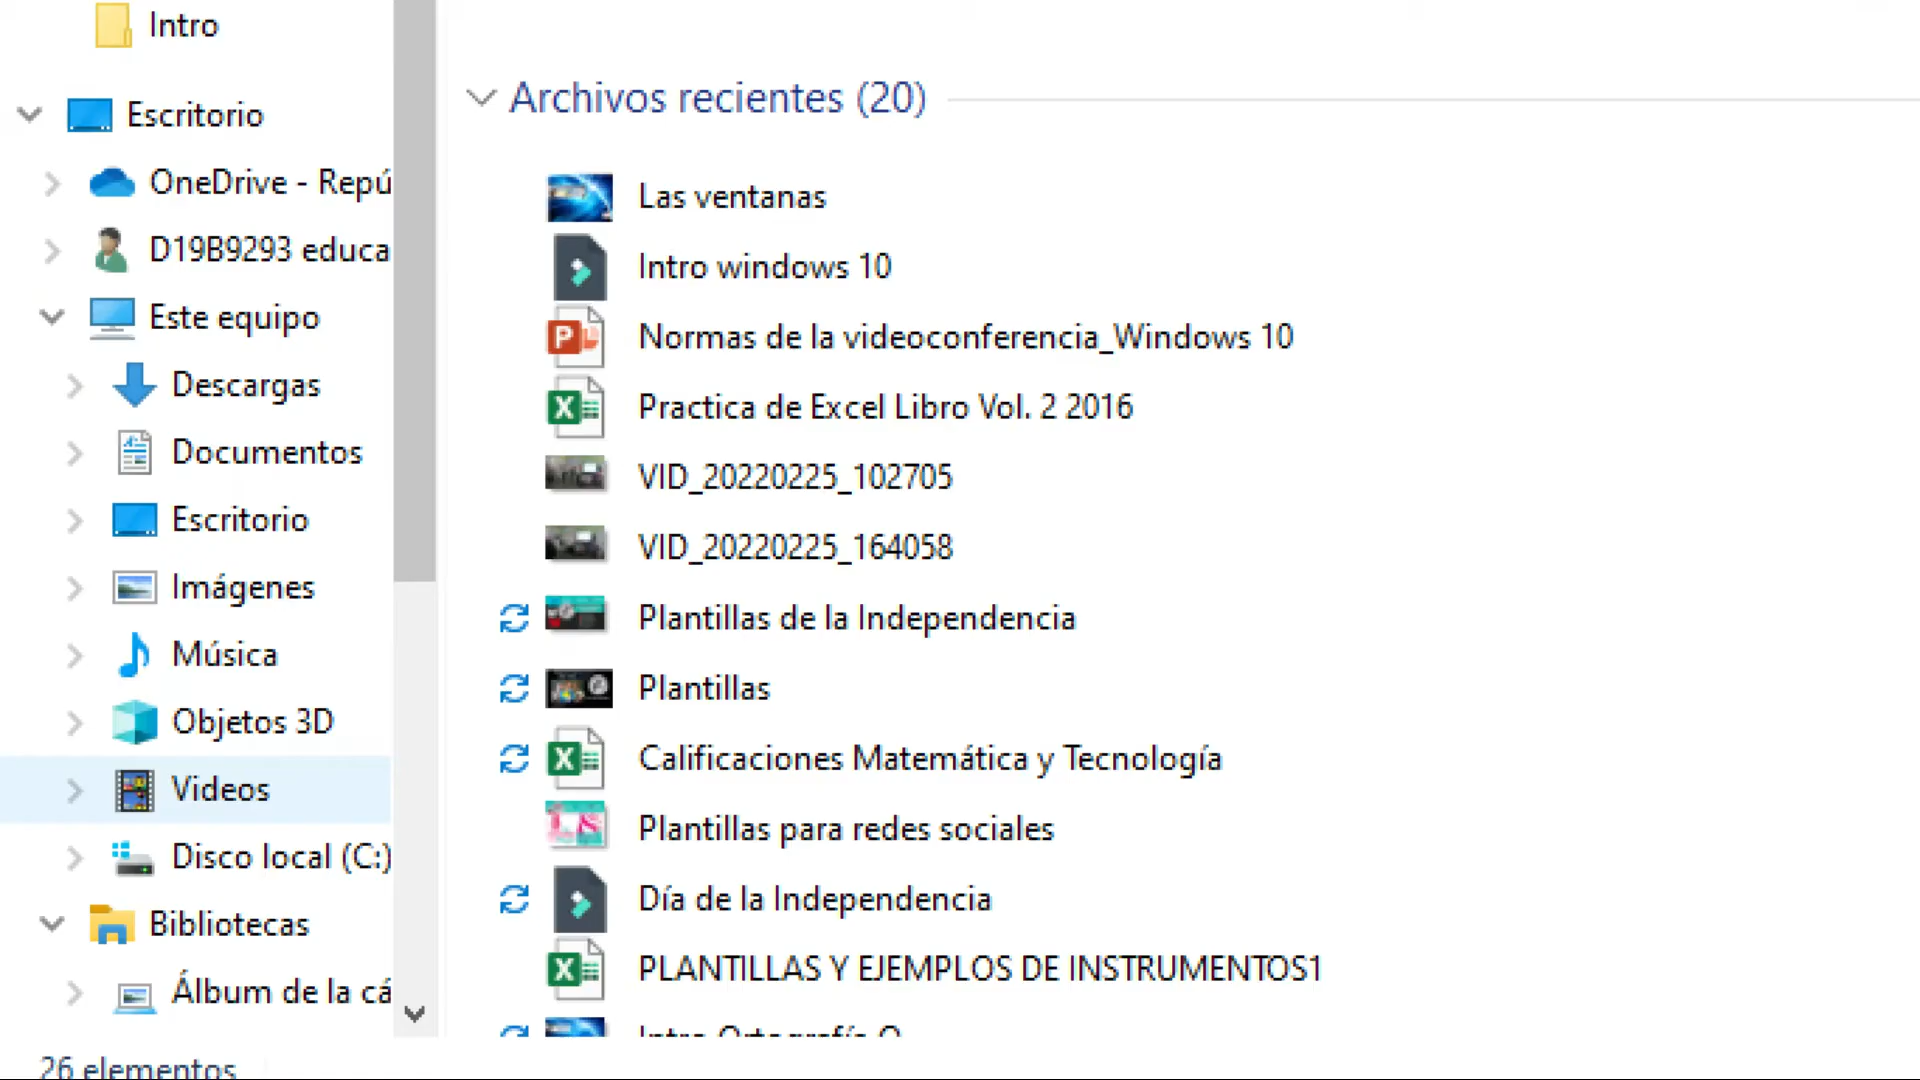 Intro
Escritorio
OneDrive - Repú
D19B9293 educa
Este equipo
Descargas
Documentos
Escritorio
Imágenes
Música
Objetos 3D
Videos
Disco local (C:)
Bibliotecas
Álbum de la cá
26 elementos
Archivos recientes (20)
Las ventanas
Intro windows 10
Normas de la videoconferencia_Windows 10
Practica de Excel Libro Vol. 2 2016
VID_20220225_102705
VID_20220225_164058
Plantillas de la Independencia
Plantillas
Calificaciones Matemática y Tecnología
Plantillas para redes sociales
Día de la Independencia
PLANTILLAS Y EJEMPLOS DE INSTRUMENTOS1
Intro Ortografía